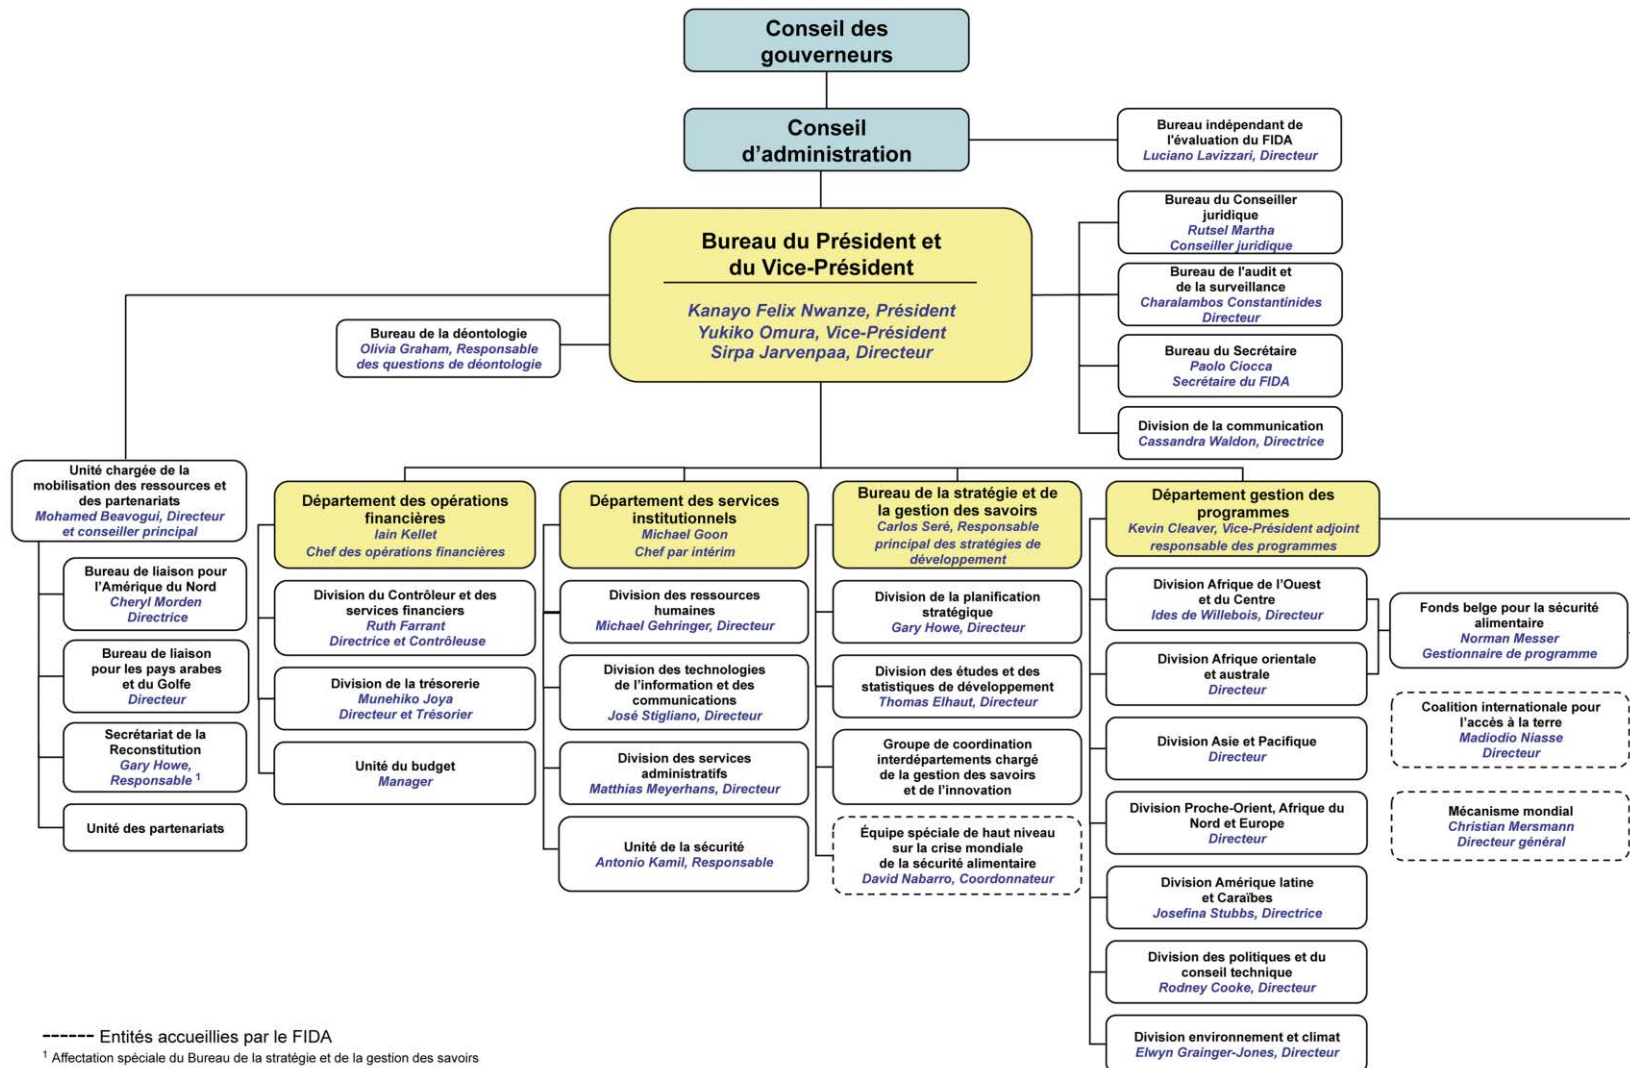 Conseil des
gouverneurs
Conseil
d'administration
Bureau indépendant de
l'évaluation du FIDA
Luciano Lavizzari, Directeur
Bureau du Président et
du Vice-Président
Kanayo Felix Nwanze, Président
Yukiko Omura, Vice-Président
Sirpa Jarvenpaa, Directeur
Bureau du Conseiller
juridique
Rutsel Martha
Conseiller juridique
Bureau de l'audit et
de la surveillance
Charalambos Constantinides
Directeur
Bureau du Secrétaire
Paolo Ciocca
Secrétaire du FIDA
Division de la communication
Cassandra Waldon, Directrice
Bureau de la déontologie
Olivia Graham, Responsable
des questions de déontologie
Unité chargée de la
mobilisation des ressources et
des partenariats
Mohamed Beavogui, Directeur
et conseiller principal
Bureau de liaison pour
l'Amérique du Nord
Cheryl Morden
Directrice
Bureau de liaison
pour les pays arabes
et du Golfe
Directeur
Secrétariat de la
Reconstitution
Gary Howe,
Responsable 1
Unité des partenariats
Département des opérations
financières
Iain Kellet
Chef des opérations financières
Division du Contrôleur et des
services financiers
Ruth Farrant
Directrice et Contrôleuse
Division de la trésorerie
Munehiko Joya
Directeur et Trésorier
Unité du budget
Manager
Département des services
institutionnels
Michael Goon
Chef par intérim
Division des ressources
humaines
Michael Gehringer, Directeur
Division des technologies
de l'information et des
communications
José Stigliano, Directeur
Division des services
administratifs
Matthias Meyerhans, Directeur
Unité de la sécurité
Antonio Kamil, Responsable
Bureau de la stratégie et de
la gestion des savoirs
Carlos Seré, Responsable
principal des stratégies de
développement
Division de la planification
stratégique
Gary Howe, Directeur
Division des études et des
statistiques de développement
Thomas Elhaut, Directeur
Groupe de coordination
interdépartements chargé
de la gestion des savoirs
et de l'innovation
Équipe spéciale de haut niveau
sur la crise mondiale
de la sécurité alimentaire
David Nabarro, Coordonnateur
Département gestion des
programmes
Kevin Cleaver, Vice-Président adjoint
responsable des programmes
Division Afrique de l'Ouest
et du Centre
Ides de Willebois, Directeur
Division Afrique orientale
et australe
Directeur
Division Asie et Pacifique
Directeur
Division Proche-Orient, Afrique du
Nord et Europe
Directeur
Division Amérique latine
et Caraïbes
Josefina Stubbs, Directrice
Division des politiques et du
conseil technique
Rodney Cooke, Directeur
Division environnement et climat
Elwyn Grainger-Jones, Directeur
Fonds belge pour la sécurité
alimentaire
Norman Messer
Gestionnaire de programme
Coalition internationale pour
l'accès à la terre
Madiodio Niasse
Directeur
Mécanisme mondial
Christian Mersmann
Directeur général
------ Entités accueillies par le FIDA
1 Affectation spéciale du Bureau de la stratégie et de la gestion des savoirs